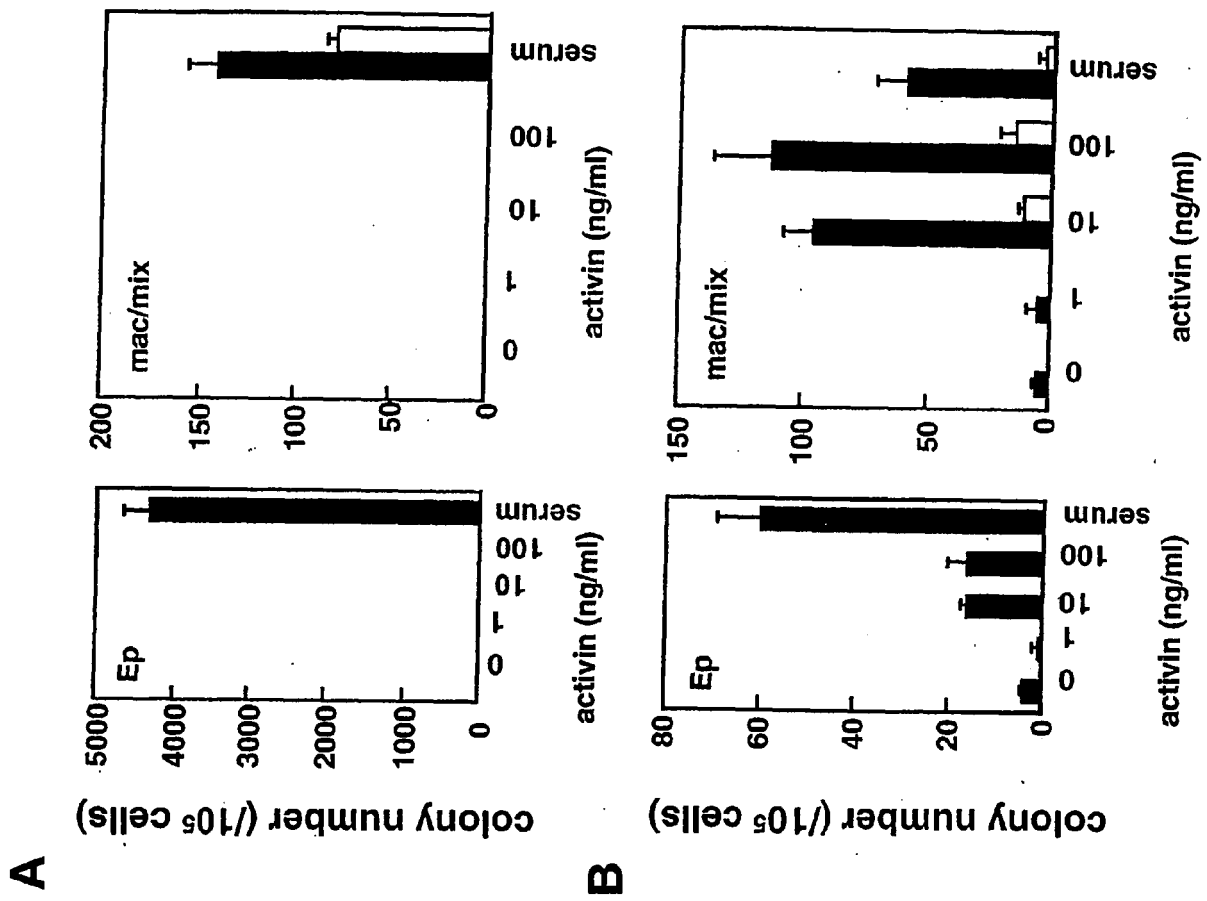 A
colony number (/10⁵ cells)
5000
4000
3000
2000
1000
0
Ep
0 1 10 100 serum
activin (ng/ml)
200
150
100
50
0
mac/mix
0 1 10 100 serum
activin (ng/ml)
B
colony number (/10⁵ cells)
80
60
40
20
0
Ep
0 1 10 100 serum
activin (ng/ml)
150
100
50
0
mac/mix
0 1 10 100 serum
activin (ng/ml)